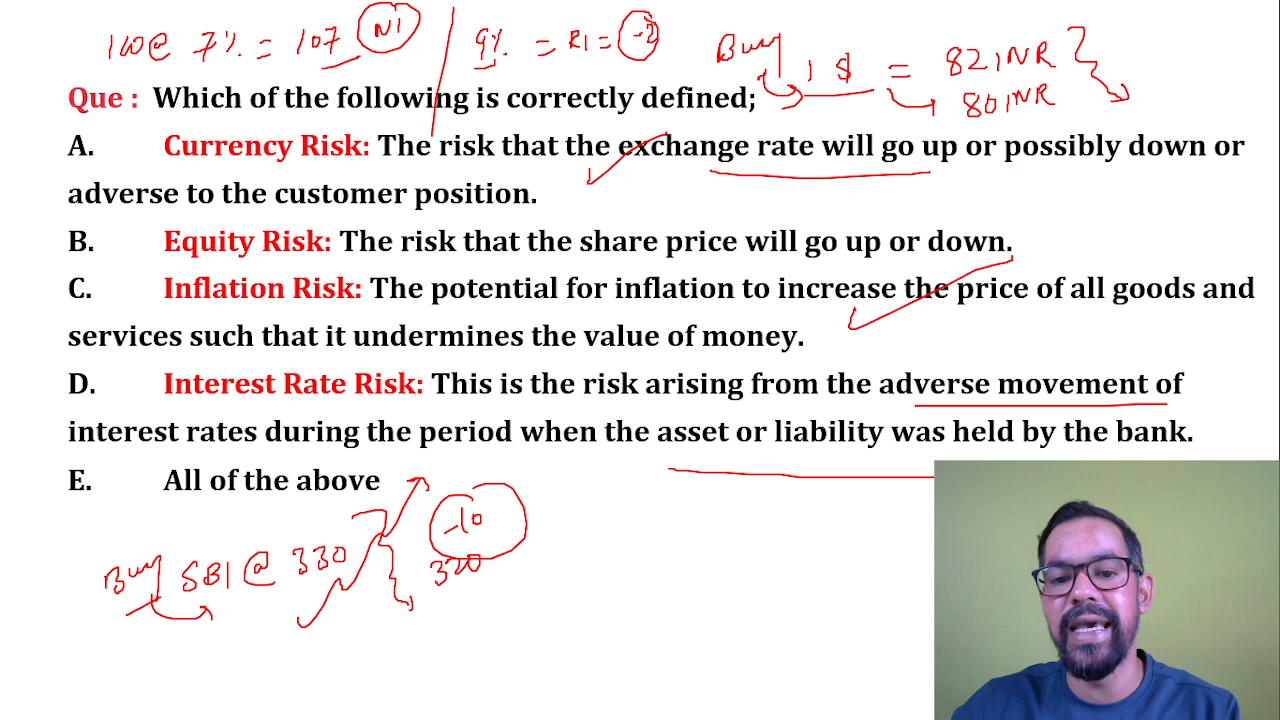 100@ 7% = 107 NI 9% = RI = -2 Buy 1 $ = 82 INR
80 INR
Que : Which of the following is correctly defined;
A. Currency Risk: The risk that the exchange rate will go up or possibly down or
adverse to the customer position.
B. Equity Risk: The risk that the share price will go up or down.
C. Inflation Risk: The potential for inflation to increase the price of all goods and
services such that it undermines the value of money.
D. Interest Rate Risk: This is the risk arising from the adverse movement of
interest rates during the period when the asset or liability was held by the bank.
E. All of the above
-10
Buy SBI @ 330 320